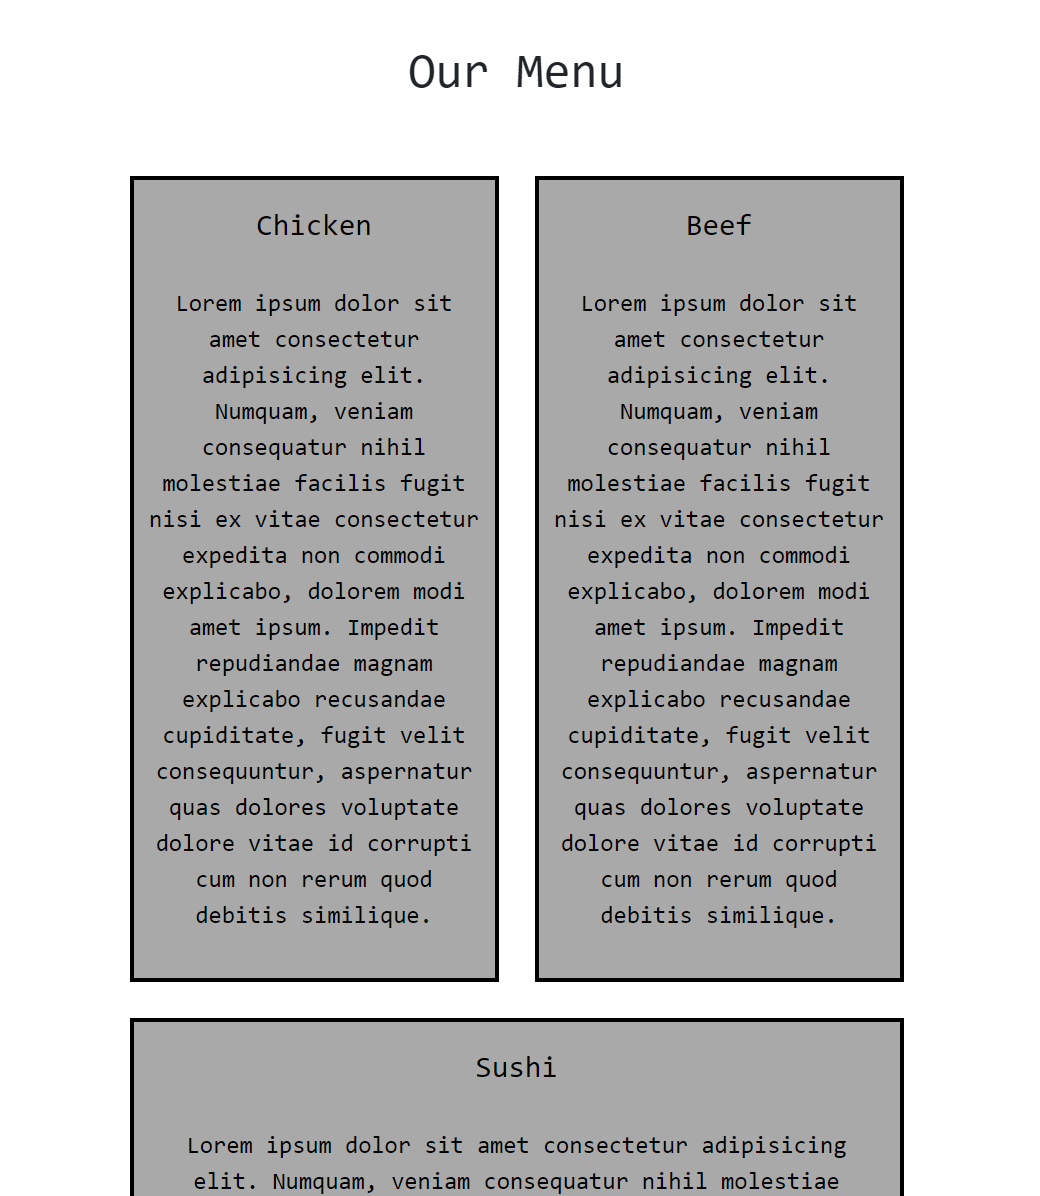 Our Menu
Chicken
Lorem ipsum dolor sit
amet consectetur
adipisicing elit.
Numquam, veniam
consequatur nihil
molestiae facilis fugit
nisi ex vitae consectetur
expedita non commodi
explicabo, dolorem modi
amet ipsum. Impedit
repudiandae magnam
explicabo recusandae
cupiditate, fugit velit
consequuntur, aspernatur
quas dolores voluptate
dolore vitae id corrupti
cum non rerum quod
debitis similique.
Beef
Lorem ipsum dolor sit
amet consectetur
adipisicing elit.
Numquam, veniam
consequatur nihil
molestiae facilis fugit
nisi ex vitae consectetur
expedita non commodi
explicabo, dolorem modi
amet ipsum. Impedit
repudiandae magnam
explicabo recusandae
cupiditate, fugit velit
consequuntur, aspernatur
quas dolores voluptate
dolore vitae id corrupti
cum non rerum quod
debitis similique.
Sushi
Lorem ipsum dolor sit amet consectetur adipisicing
elit. Numquam, veniam consequatur nihil molestiae